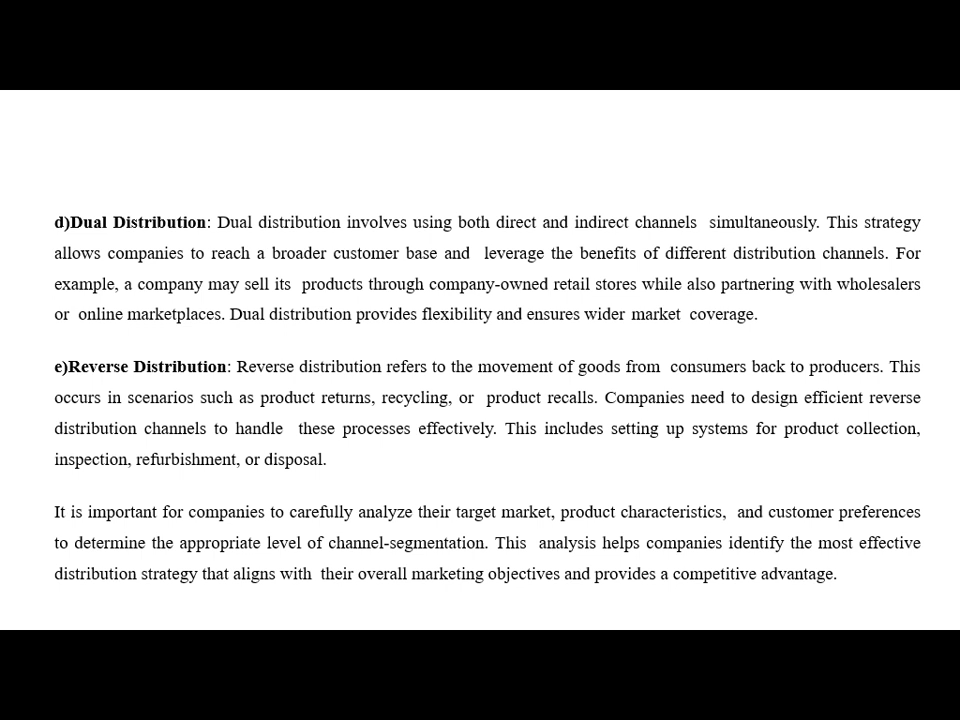 d)Dual Distribution: Dual distribution involves using both direct and indirect channels simultaneously. This strategy
allows companies to reach a broader customer base and leverage the benefits of different distribution channels. For
example, a company may sell its products through company-owned retail stores while also partnering with wholesalers
or online marketplaces. Dual distribution provides flexibility and ensures wider market coverage.
e)Reverse Distribution: Reverse distribution refers to the movement of goods from consumers back to producers. This
occurs in scenarios such as product returns, recycling, or product recalls. Companies need to design efficient reverse
distribution channels to handle these processes effectively. This includes setting up systems for product collection,
inspection, refurbishment, or disposal.
It is important for companies to carefully analyze their target market, product characteristics, and customer preferences
to determine the appropriate level of channel-segmentation. This analysis helps companies identify the most effective
distribution strategy that aligns with their overall marketing objectives and provides a competitive advantage.